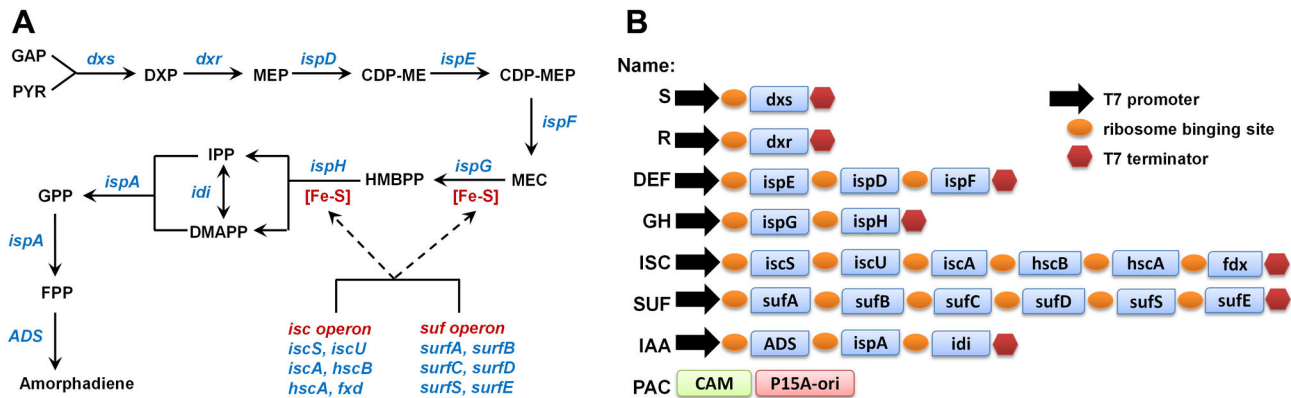 A
GAP
PYR
dxs
DXP
dxr
MEP
ispD
CDP-ME
ispE
CDP-MEP
ispF
MEC
ispG
[Fe-S]
HMBPP
ispH
[Fe-S]
IPP
idi
DMAPP
ispA
GPP
ispA
FPP
ADS
Amorphadiene
isc operon
iscS, iscU
iscA, hscB
hscA, fxd
suf operon
surfA, surfB
surfC, surfD
surfS, surfE
B
Name:
S dxs
R dxr
DEF ispE ispD ispF
GH ispG ispH
ISC iscS iscU iscA hscB hscA fdx
SUF sufA sufB sufC sufD sufS sufE
IAA ADS ispA idi
PAC CAM P15A-ori
T7 promoter
ribosome binging site
T7 terminator